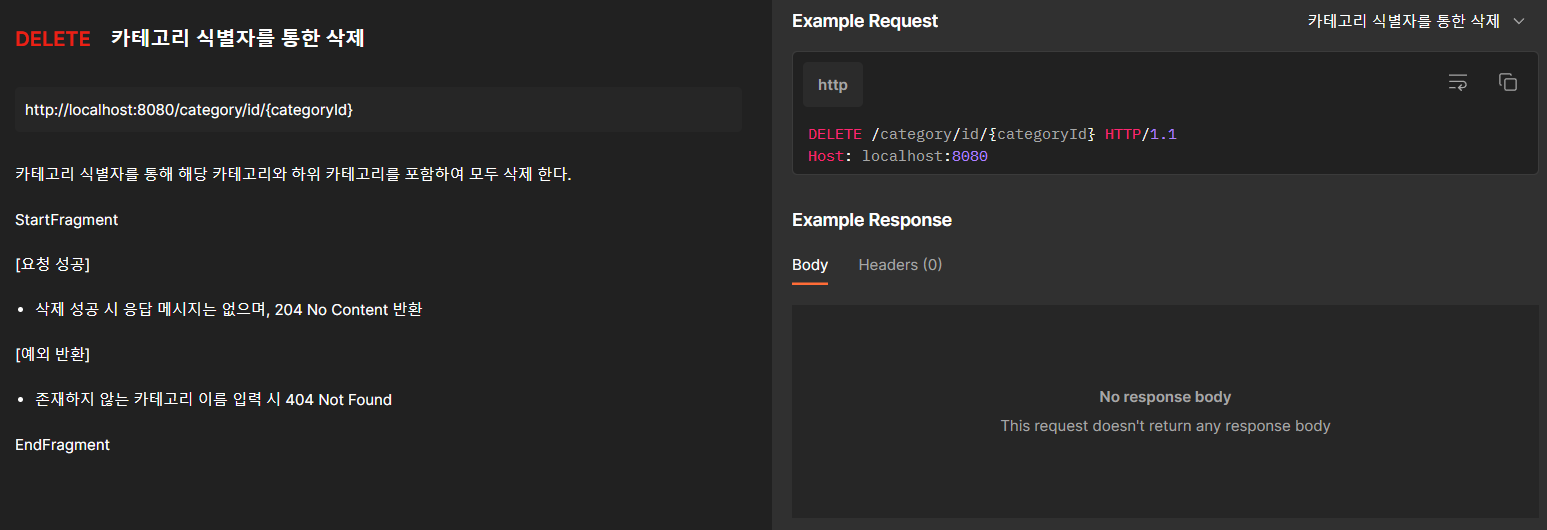 DELETE 카테고리 식별자를 통한 삭제
http://localhost:8080/category/id/{categoryId}
카테고리 식별자를 통해 해당 카테고리와 하위 카테고리를 포함하여 모두 삭제 한다.
StartFragment
[요청 성공]
• 삭제 성공 시 응답 메시지는 없으며, 204 No Content 반환
[예외 반환]
• 존재하지 않는 카테고리 이름 입력 시 404 Not Found
EndFragment
Example Request
카테고리 식별자를 통한 삭제
http
DELETE /category/id/{categoryId} HTTP/1.1
Host: localhost:8080
Example Response
Body Headers (0)
No response body
This request doesn't return any response body